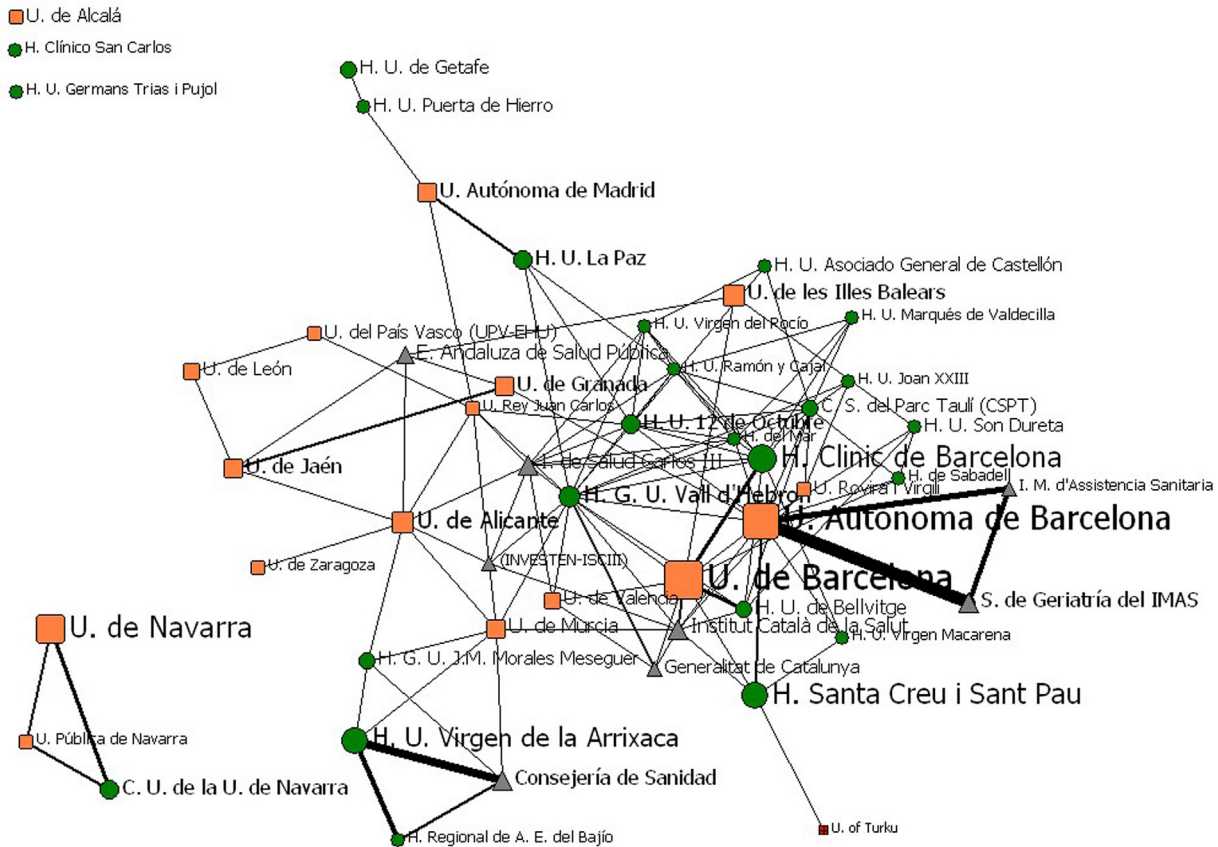 U. de Alcalá
H. Clínico San Carlos
H. U. Germans Trias i Pujol
H. U. de Getafe
H. U. Puerta de Hierro
U. Autónoma de Madrid
H. U. La Paz
H. U. Asociado General de Castellón
U. de les Illes Balears
H. U. Marqués de Valdecilla
H. U. Virgen del Rocío
U. del País Vasco (UPV-EHU)
E. Andaluza de Salud Pública
H. U. Ramón y Cajal
U. de León
H. U. Joan XXIII
U. de Granada
U. Rey Juan Carlos
C. S. del Parc Taulí (CSPT)
H. U. 12 de Octubre
H. U. Son Dureta
H. del Mar
H. Clinic de Barcelona
U. de Jaén
I. de Salud Carlos III
H. de Sabadell
I. M. d'Assistencia Sanitaria
U. Rovira i Virgili
H. G. U. Vall d'Hebron
U. de Alicante
U. Autònoma de Barcelona
(INVESTEN-ISCIII)
U. de Zaragoza
U. de Barcelona
U. de Valencia
S. de Geriatría del IMAS
H. U. de Bellvitge
U. de Navarra
U. de Murcia
Institut Català de la Salut
H. U. Virgen Macarena
H. G. U. J.M. Morales Meseguer
Generalitat de Catalunya
H. Santa Creu i Sant Pau
U. Pública de Navarra
H. U. Virgen de la Arrixaca
Consejería de Sanidad
C. U. de la U. de Navarra
U. of Turku
H. Regional de A. E. del Bajío